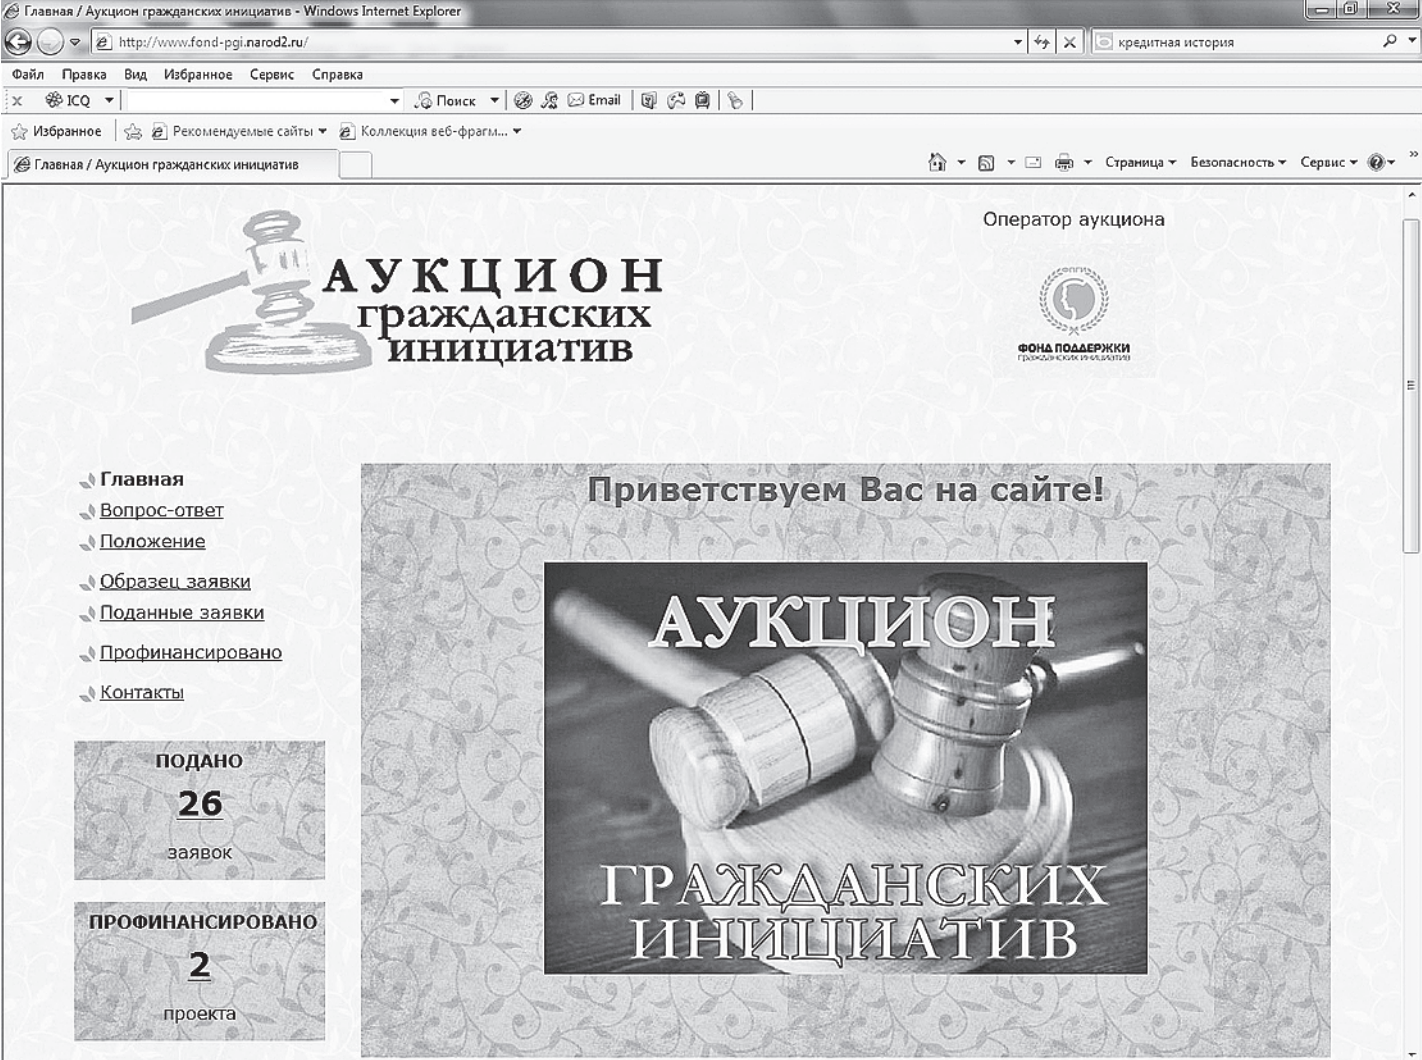 Главная / Аукцион гражданских инициатив - Windows Internet Explorer
http://www.fond-pgi.narod2.ru/
кредитная история
Файл Правка Вид Избранное Сервис Справка
ICQ Поиск Email
Избранное Рекомендуемые сайты Коллекция веб-фрагм...
Главная / Аукцион гражданских инициатив
Страница Безопасность Сервис
АУКЦИОН
гражданских
инициатив
Оператор аукциона
ФПГИ
ФОНД ПОДДЕРЖКИ
гражданских инициатив
Главная
Вопрос-ответ
Положение
Образец заявки
Поданные заявки
Профинансировано
Контакты
ПОДАНО
26
заявок
ПРОФИНАНСИРОВАНО
2
проекта
Приветствуем Вас на сайте!
АУКЦИОН
ГРАЖДАНСКИХ
ИНИЦИАТИВ